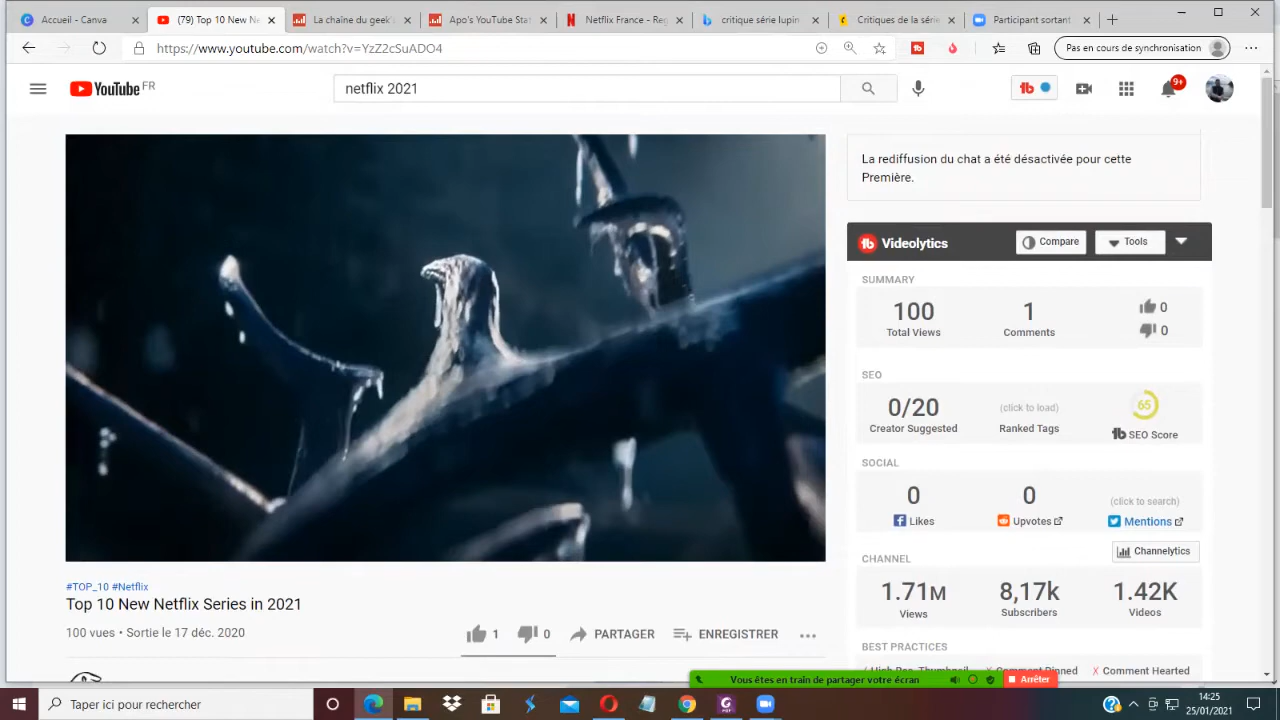 Accueil - Canva
(79) Top 10 New Ne
La chaîne du geek
Apo's YouTube Stat
Netflix France - Reg
critique série lupin
Critiques de la série
Participant sortant
https://www.youtube.com/watch?v=YzZ2cSuADO4
Pas en cours de synchronisation
YouTube FR
netflix 2021
tb
9+
La rediffusion du chat a été désactivée pour cette
Première.
tb Videolytics
Compare
Tools
SUMMARY
100
Total Views
1
Comments
0
0
SEO
0/20
Creator Suggested
(click to load)
Ranked Tags
65
tb SEO Score
SOCIAL
0
Likes
0
Upvotes
(click to search)
Mentions
CHANNEL
Channelytics
1.71M
Views
8,17k
Subscribers
1.42K
Videos
BEST PRACTICES
Comment Pinned
X Comment Hearted
#TOP_10 #Netflix
Top 10 New Netflix Series in 2021
100 vues • Sortie le 17 déc. 2020
1
0
PARTAGER
ENREGISTRER
Vous êtes en train de partager votre écran
Arrêter
Taper ici pour rechercher
14:25
25/01/2021